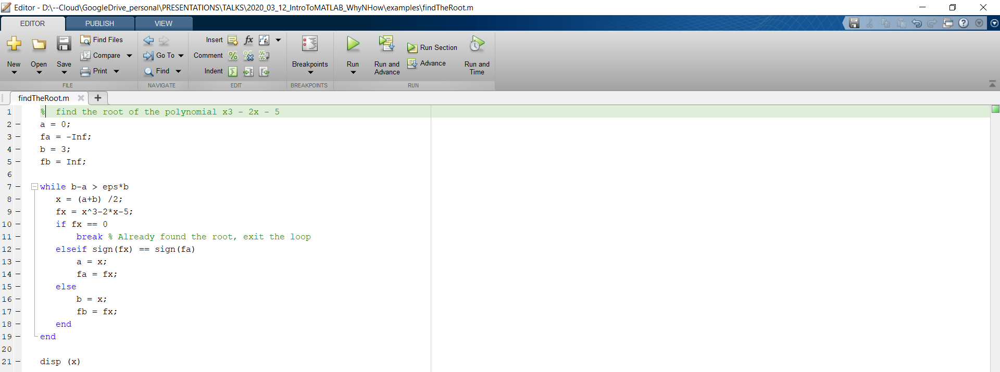 Editor - D:\--Cloud\GoogleDrive_personal\PRESENTATIONS\TALKS\2020_03_12_IntroToMATLAB_WhyNHow\examples\findTheRoot.m
EDITOR PUBLISH VIEW
New
Open
Save
Find Files
Compare
Print
FILE
Go To
Find
NAVIGATE
Insert fx
Comment
Indent
EDIT
Breakpoints
BREAKPOINTS
Run
Run and Advance
Run Section
Advance
Run and Time
RUN
findTheRoot.m
1 % find the root of the polynomial x3 - 2x - 5
2 a = 0;
3 fa = -Inf;
4 b = 3;
5 fb = Inf;
6
7 while b-a > eps*b
8 x = (a+b) /2;
9 fx = x^3-2*x-5;
10 if fx == 0
11 break % Already found the root, exit the loop
12 elseif sign(fx) == sign(fa)
13 a = x;
14 fa = fx;
15 else
16 b = x;
17 fb = fx;
18 end
19 end
20
21 disp (x)